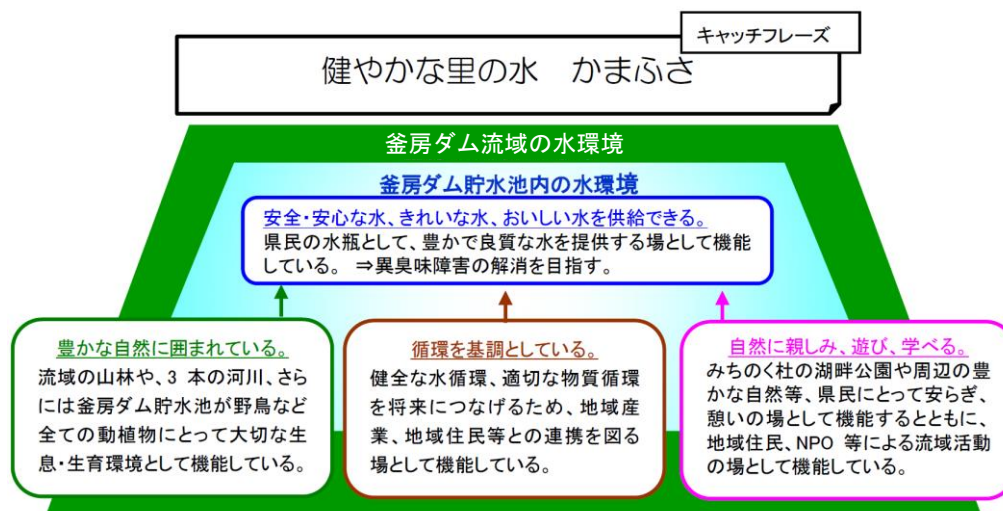 キャッチフレーズ
健やかな里の水　かまふさ
釜房ダム流域の水環境
釜房ダム貯水池内の水環境
安全・安心な水、きれいな水、おいしい水を供給できる。
県民の水瓶として、豊かで良質な水を提供する場として機能
している。 ⇒異臭味障害の解消を目指す。
豊かな自然に囲まれている。
流域の山林や、3 本の河川、さら
には釜房ダム貯水池が野鳥など
全ての動植物にとって大切な生
息・生育環境として機能している。
循環を基調としている。
健全な水循環、適切な物質循環
を将来につなげるため、地域産
業、地域住民等との連携を図る
場として機能している。
自然に親しみ、遊び、学べる。
みちのく杜の湖畔公園や周辺の豊
かな自然等、県民にとって安らぎ、
憩いの場として機能するとともに、
地域住民、NPO 等による流域活動
の場として機能している。